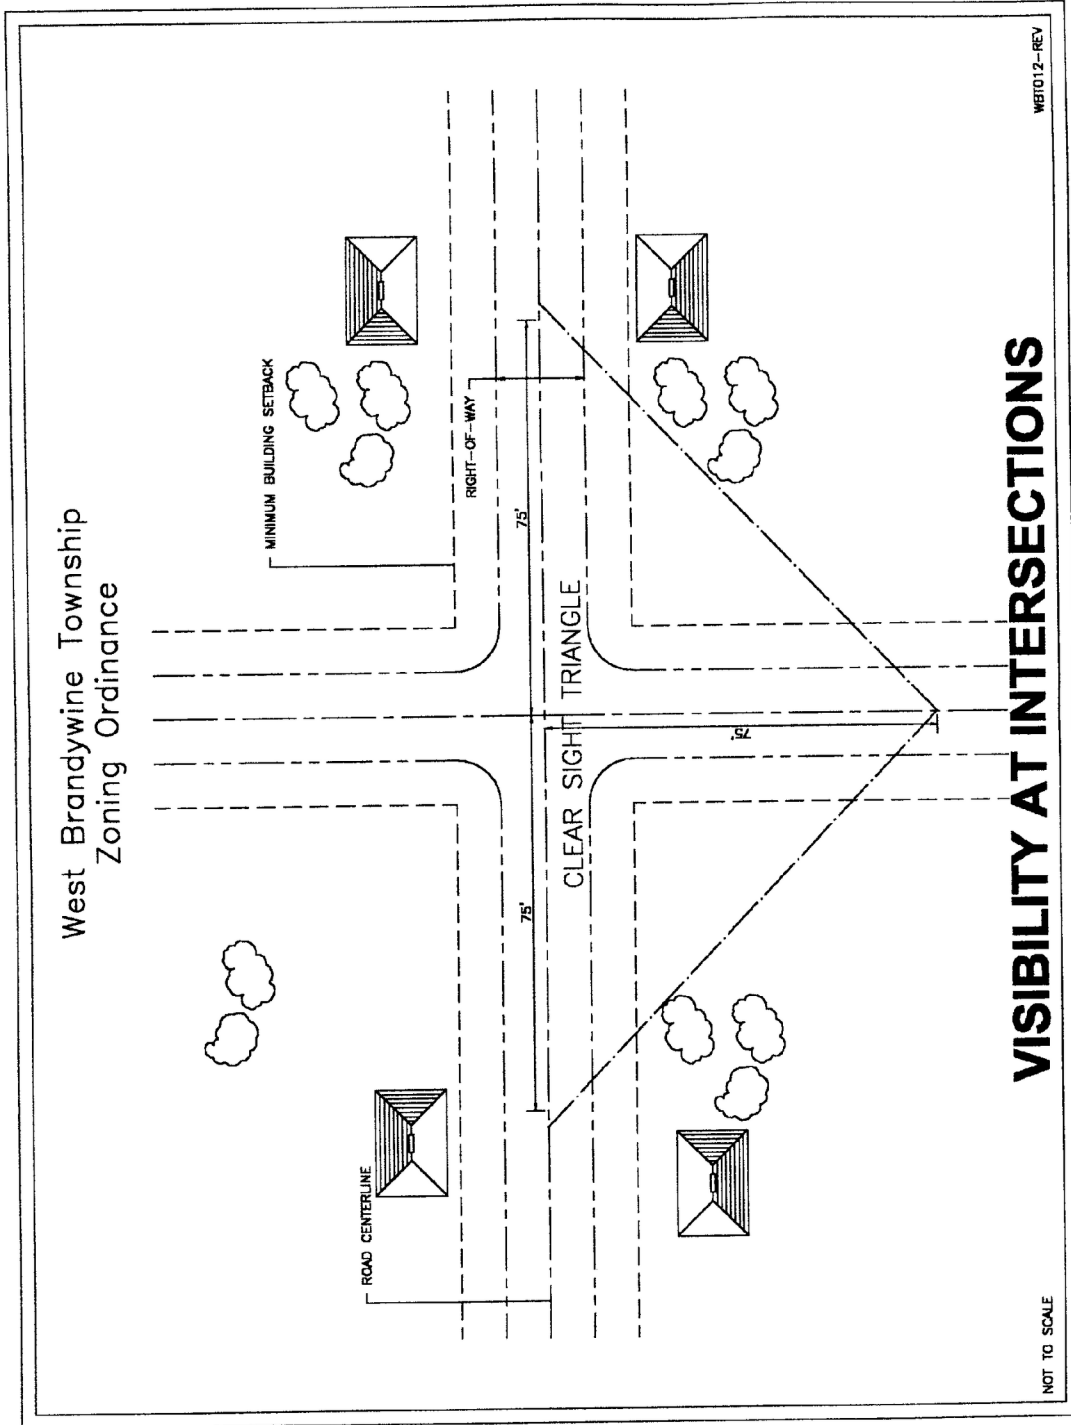 West Brandywine Township
Zoning Ordinance
MINIMUM BUILDING SETBACK
RIGHT-OF-WAY
ROAD CENTERLINE
75'
75'
CLEAR SIGHT TRIANGLE
75'
VISIBILITY AT INTERSECTIONS
NOT TO SCALE
WBT012-REV